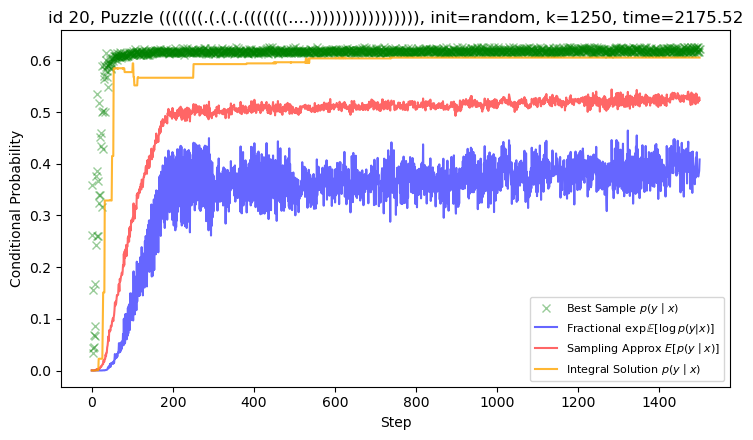 id 20, Puzzle (((((((.(.(.(.(((((((....))))))))))))))))), init=random, k=1250, time=2175.52
Conditional Probability
0.6
0.5
0.4
0.3
0.2
0.1
0.0
Best Sample p(y | x)
Fractional exp 𝔼[log p(y|x)]
Sampling Approx E[p(y | x)]
Integral Solution p(y | x)
0 200 400 600 800 1000 1200 1400
Step